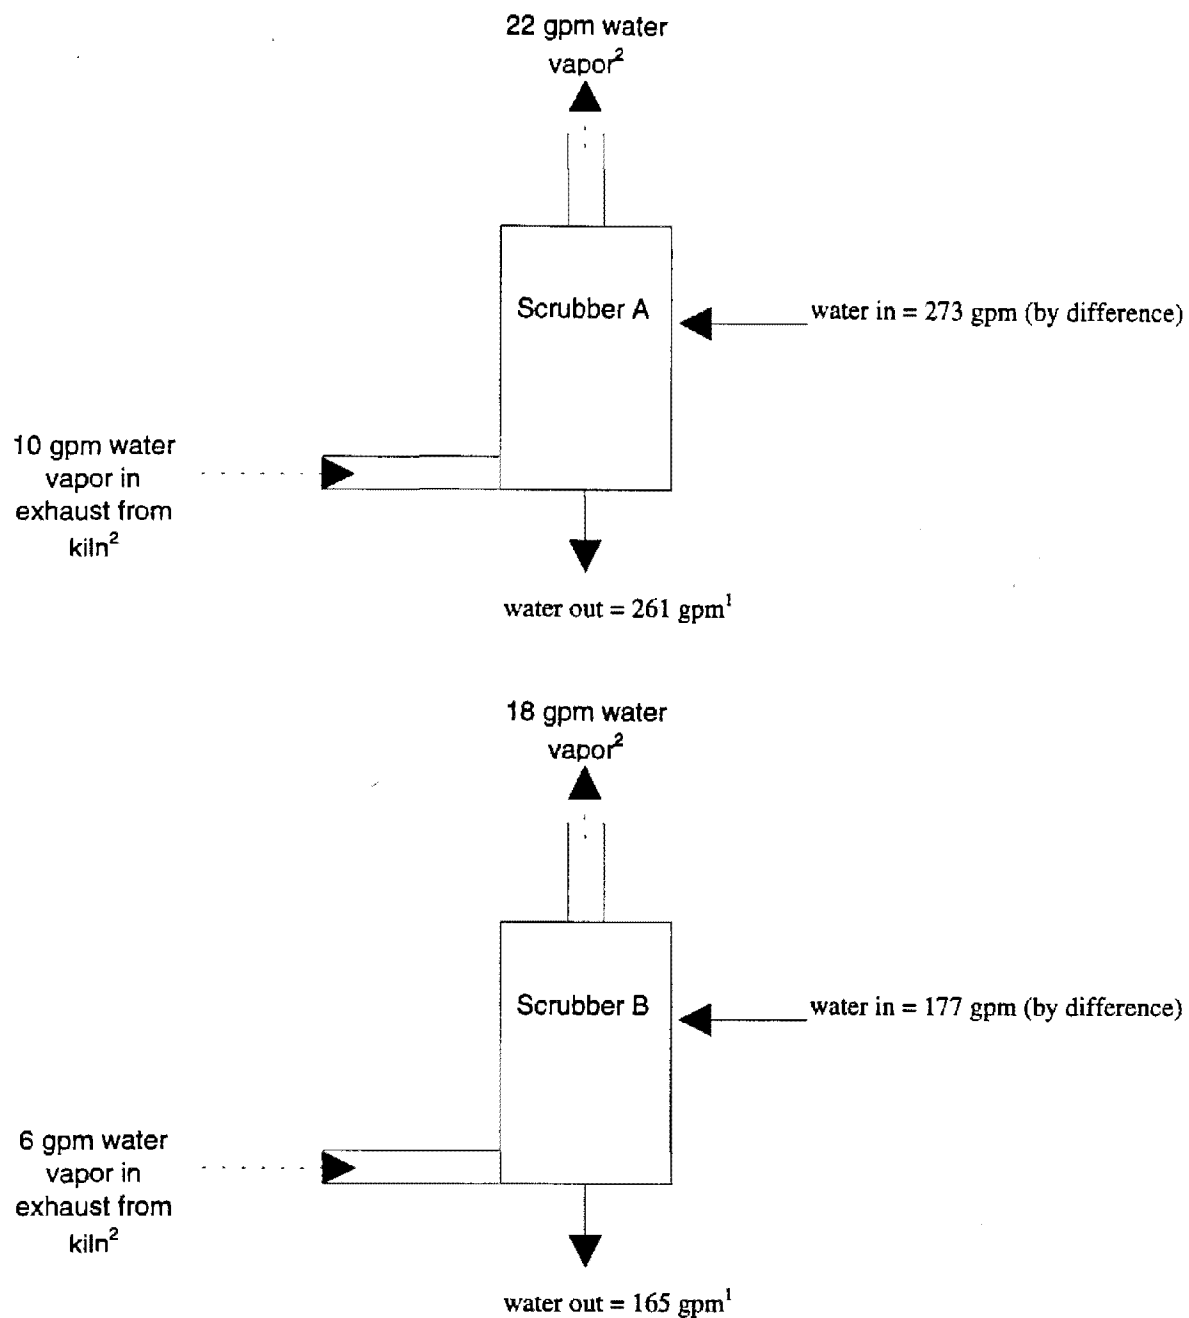 22 gpm water
vapor²
Scrubber A
water in = 273 gpm (by difference)
10 gpm water
vapor in
exhaust from
kiln²
water out = 261 gpm¹
18 gpm water
vapor²
Scrubber B
water in = 177 gpm (by difference)
6 gpm water
vapor in
exhaust from
kiln²
water out = 165 gpm¹